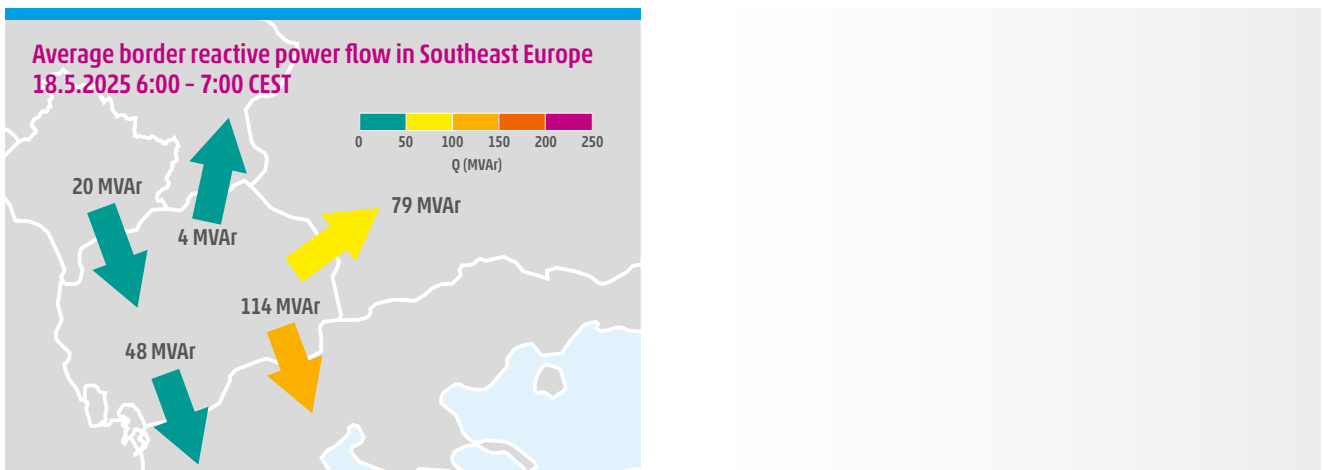 Average border reactive power flow in Southeast Europe
18.5.2025 6:00 – 7:00 CEST
0 50 100 150 200 250
Q (MVAr)
20 MVAr
79 MVAr
4 MVAr
114 MVAr
48 MVAr